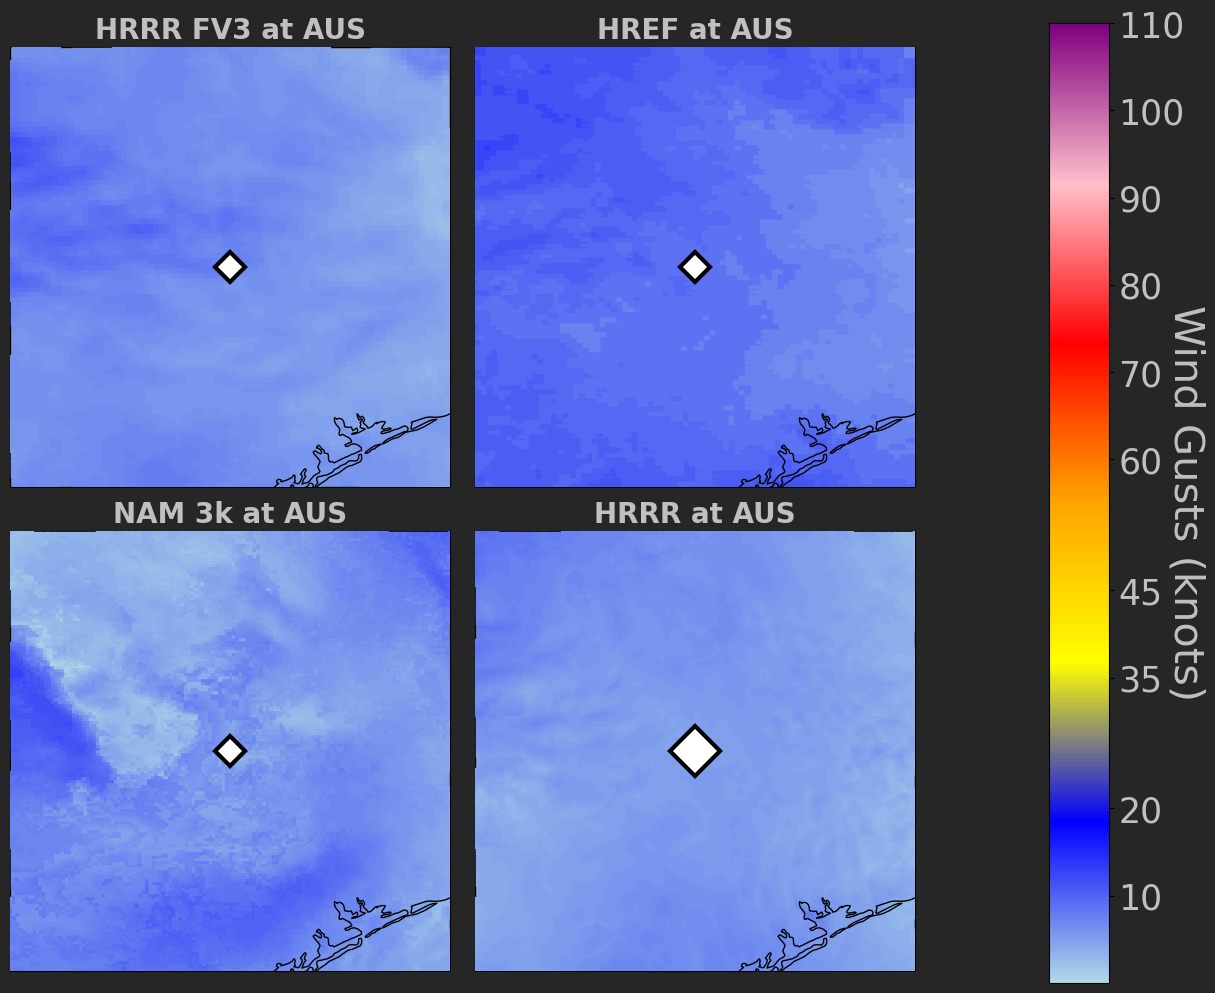 HRRR FV3 at AUS
HREF at AUS
NAM 3k at AUS
HRRR at AUS
110
100
90
80
70
60
45
35
20
10
Wind Gusts (knots)